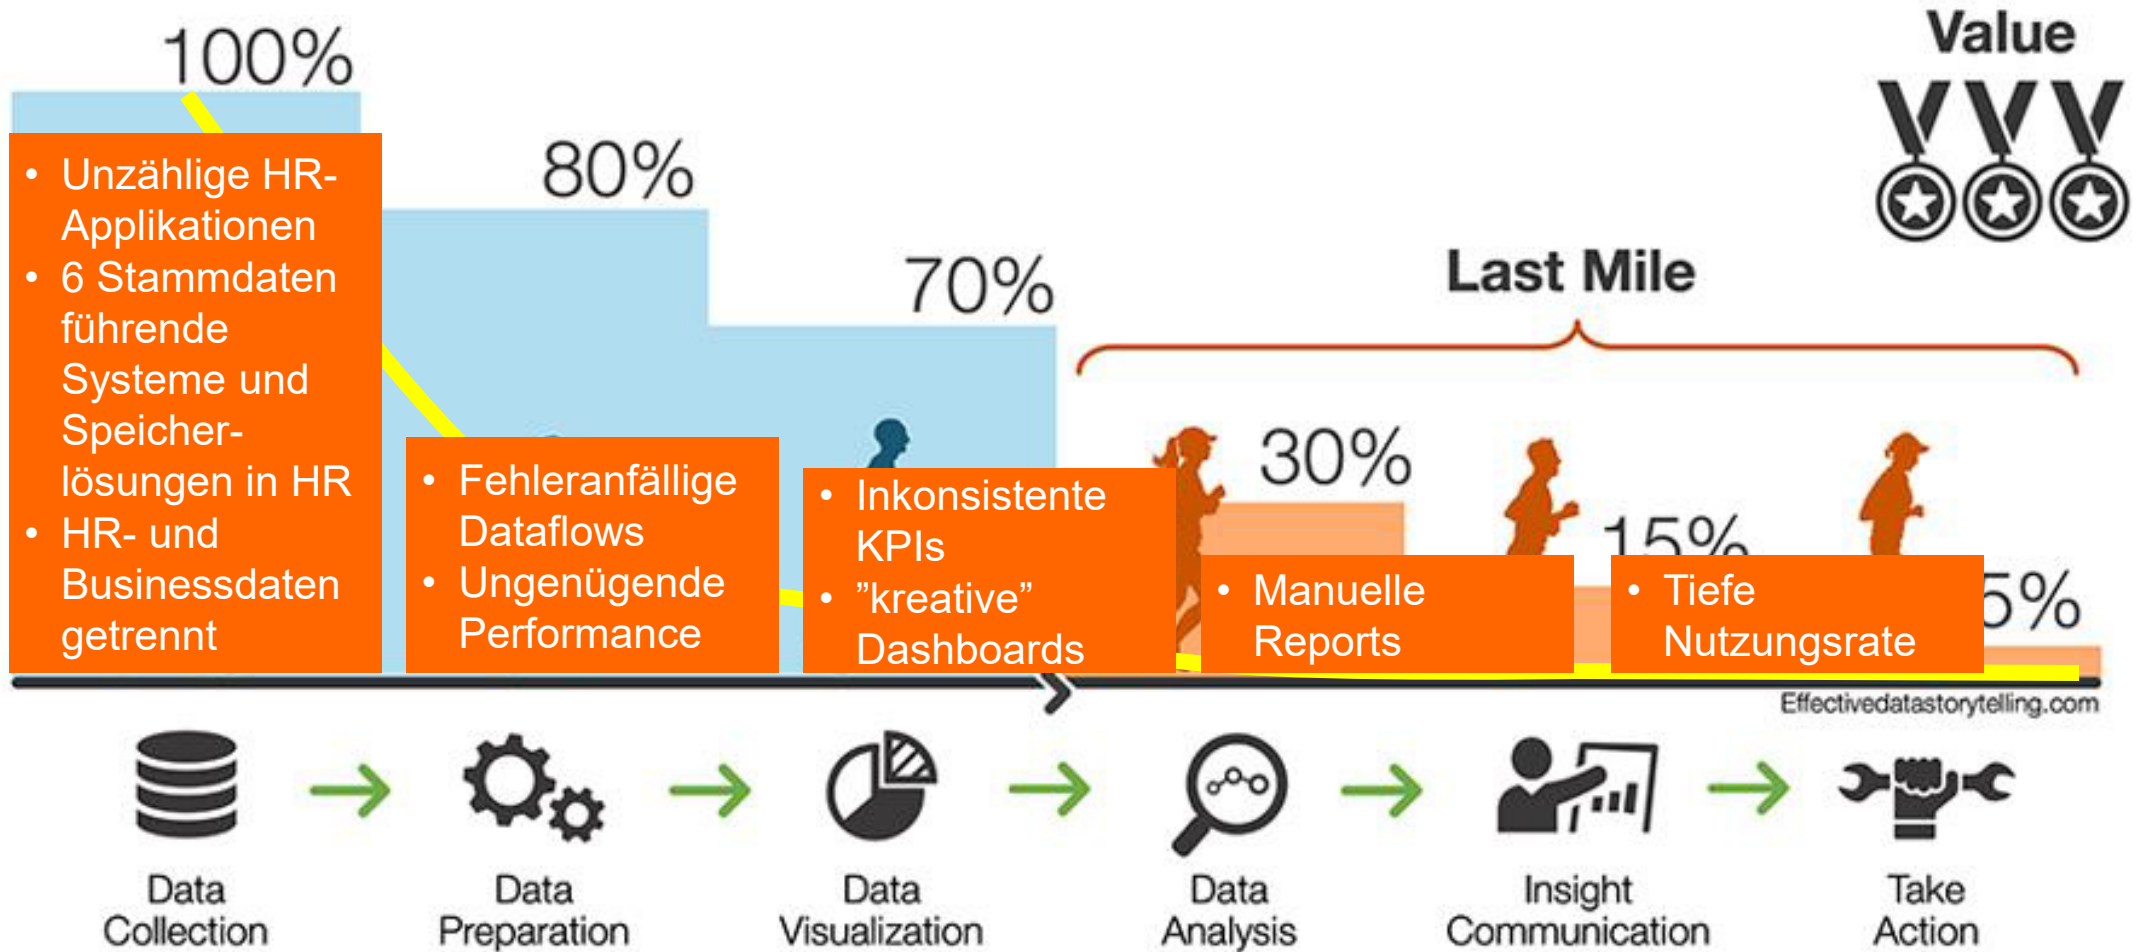 Value
100%
80%
70%
Last Mile
30%
15%
5%
• Unzählige HR-
Applikationen
• 6 Stammdaten
führende
Systeme und
Speicher-
lösungen in HR
• HR- und
Businessdaten
getrennt
• Fehleranfällige
Dataflows
• Ungenügende
Performance
• Inkonsistente
KPIs
• ”kreative”
Dashboards
• Manuelle
Reports
• Tiefe
Nutzungsrate
Effectivedatastorytelling.com
Data
Collection
Data
Preparation
Data
Visualization
Data
Analysis
Insight
Communication
Take
Action